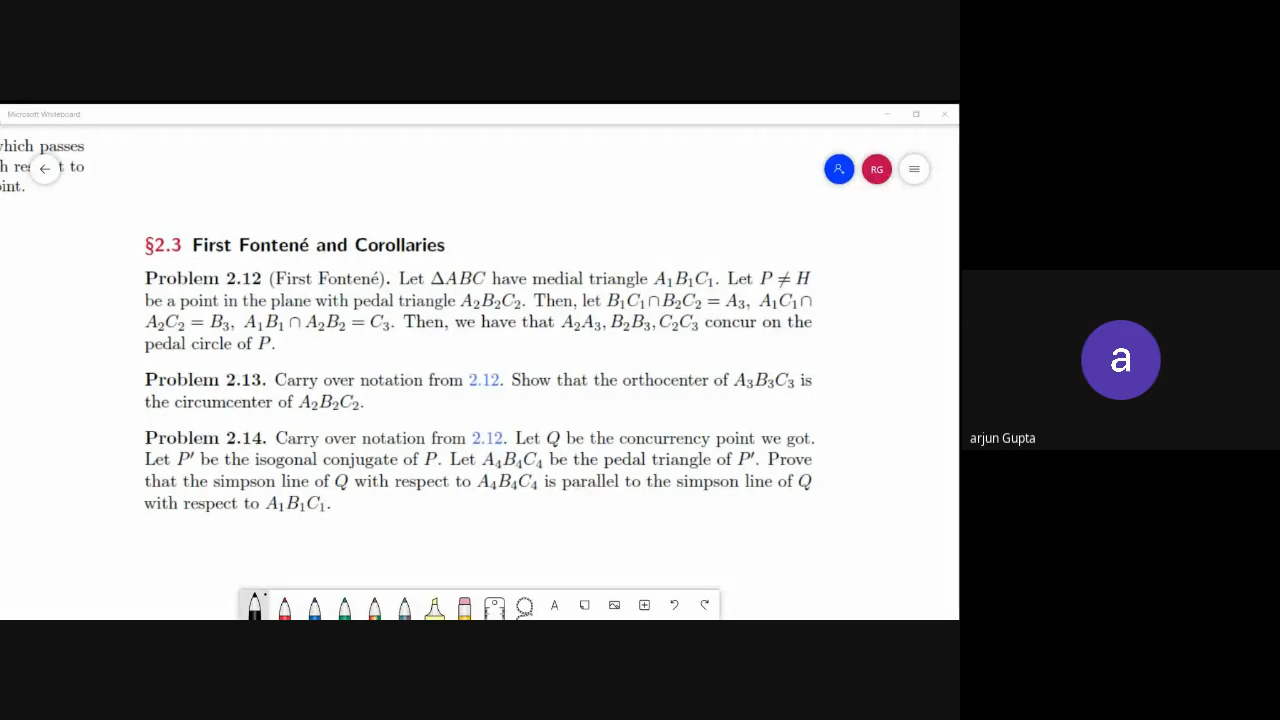 Microsoft Whiteboard
which passes
h respect to
oint.
RG
§2.3 First Fontené and Corollaries
Problem 2.12 (First Fontené). Let ΔABC have medial triangle A₁B₁C₁. Let P ≠ H
be a point in the plane with pedal triangle A₂B₂C₂. Then, let B₁C₁∩B₂C₂ = A₃, A₁C₁∩
A₂C₂ = B₃, A₁B₁ ∩ A₂B₂ = C₃. Then, we have that A₂A₃, B₂B₃, C₂C₃ concur on the
pedal circle of P.
Problem 2.13. Carry over notation from 2.12. Show that the orthocenter of A₃B₃C₃ is
the circumcenter of A₂B₂C₂.
Problem 2.14. Carry over notation from 2.12. Let Q be the concurrency point we got.
Let P′ be the isogonal conjugate of P. Let A₄B₄C₄ be the pedal triangle of P′. Prove
that the simpson line of Q with respect to A₄B₄C₄ is parallel to the simpson line of Q
with respect to A₁B₁C₁.
A
a
arjun Gupta